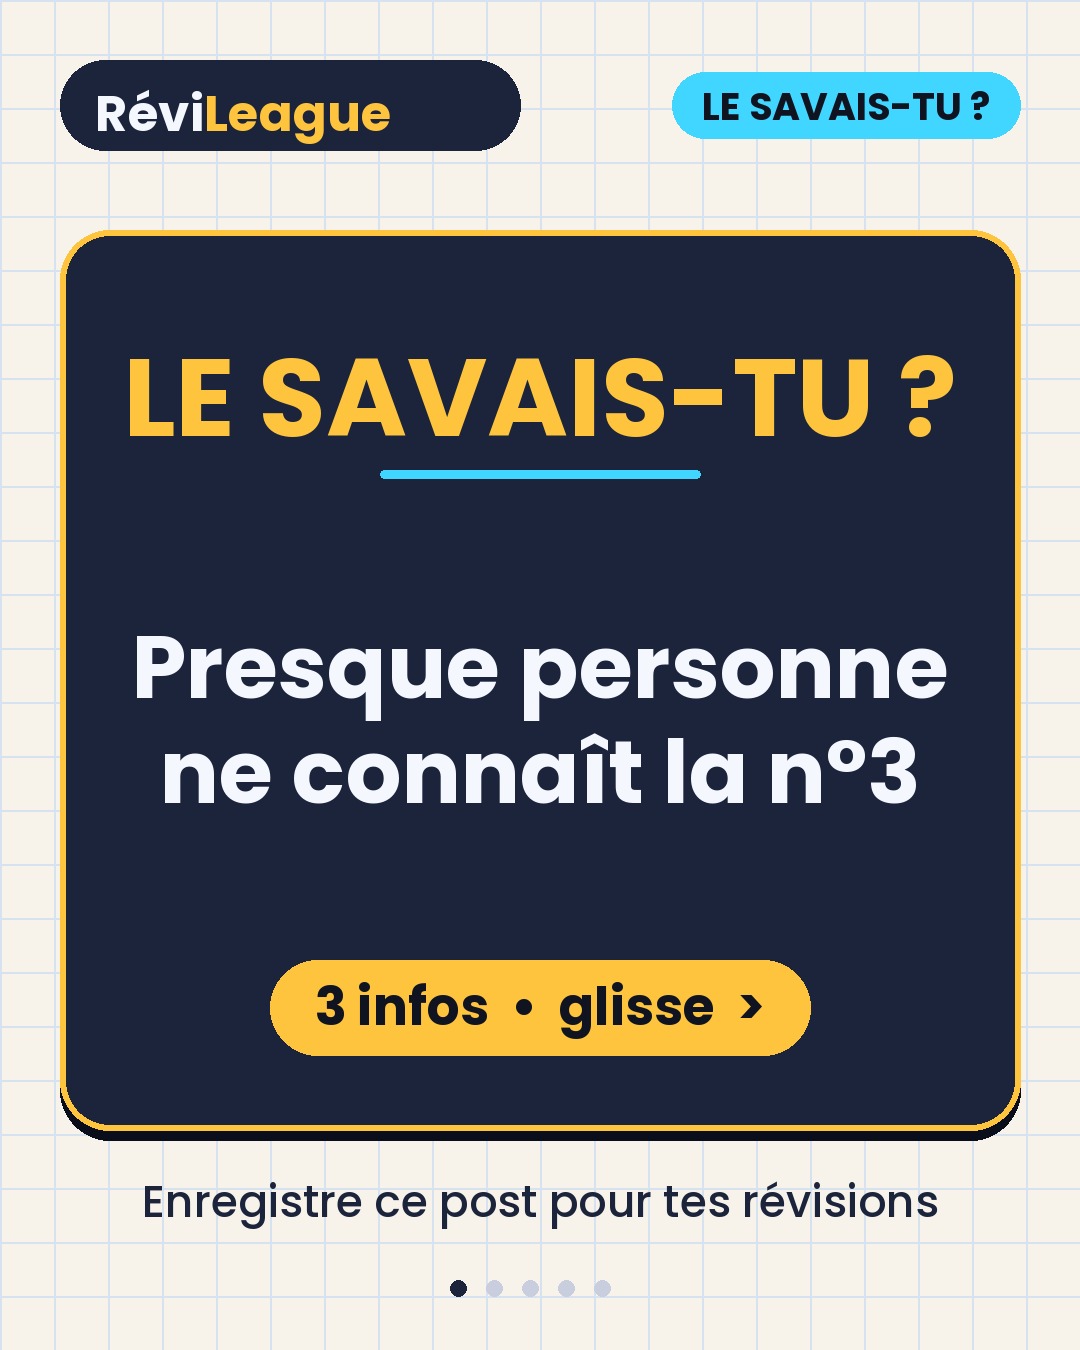 RéviLeague
LE SAVAIS-TU ?
LE SAVAIS-TU ?
Presque personne
ne connaît la n°3
3 infos • glisse >
Enregistre ce post pour tes révisions